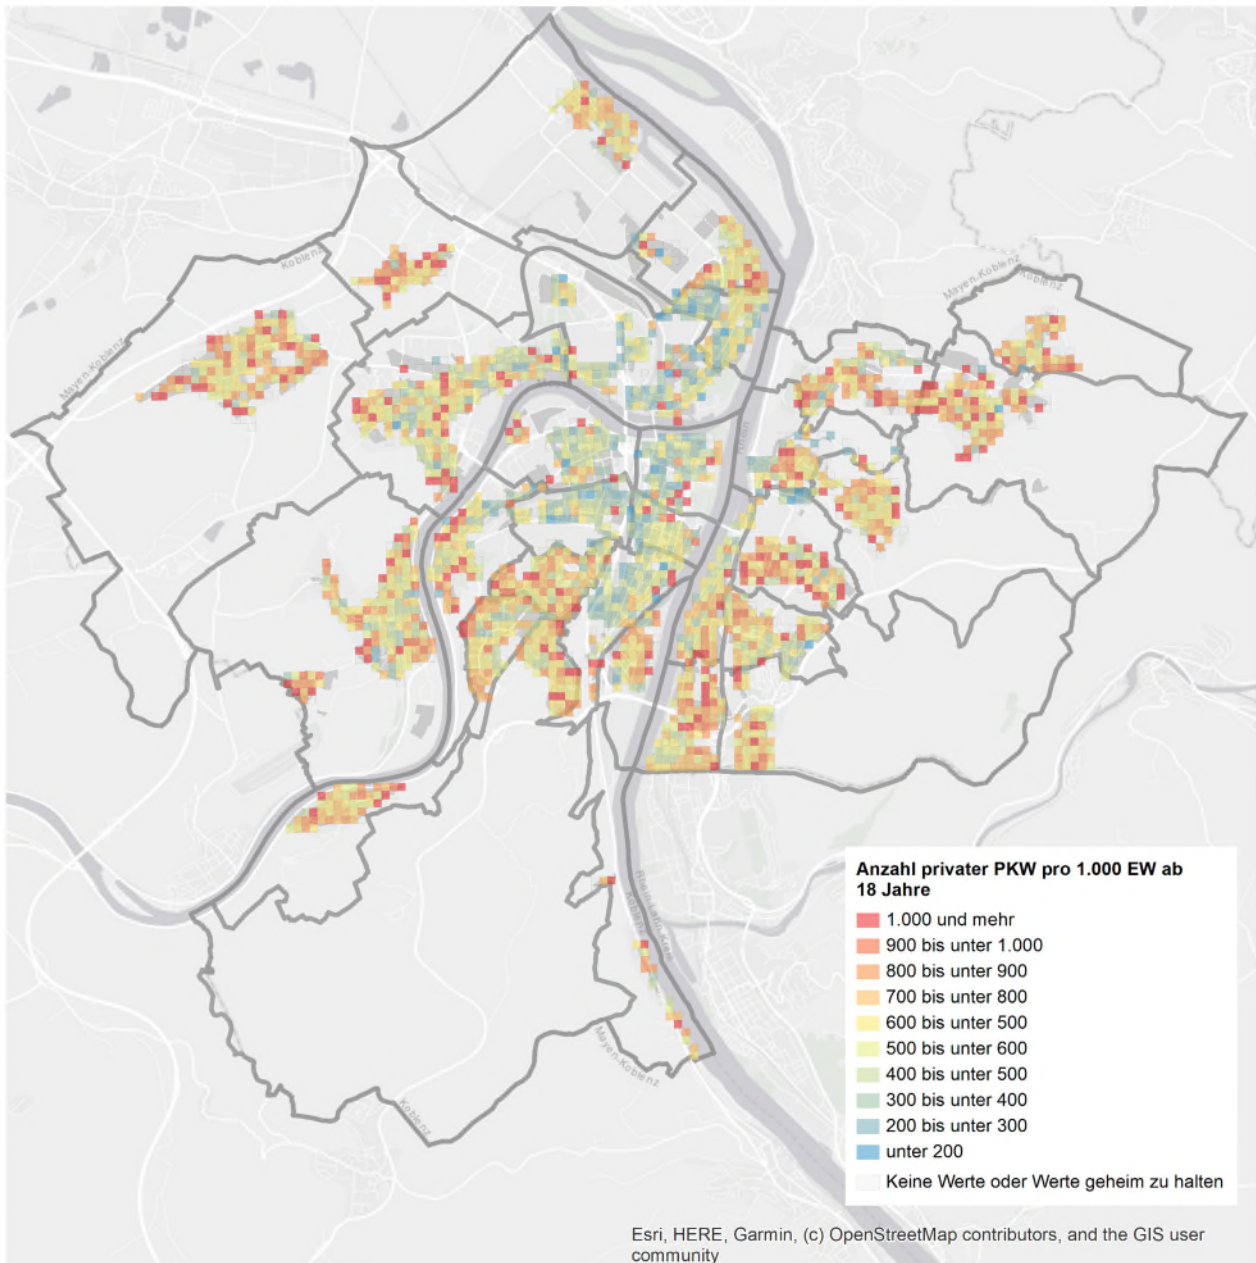 Mayen-Koblenz
Koblenz
Koblenz
Mayen-Koblenz
Koblenz
Rhein-Lahn-Kreis
Koblenz
Mayen-Koblenz
Koblenz
Anzahl privater PKW pro 1.000 EW ab
18 Jahre
1.000 und mehr
900 bis unter 1.000
800 bis unter 900
700 bis unter 800
600 bis unter 500
500 bis unter 600
400 bis unter 500
300 bis unter 400
200 bis unter 300
unter 200
Keine Werte oder Werte geheim zu halten
Esri, HERE, Garmin, (c) OpenStreetMap contributors, and the GIS user
community